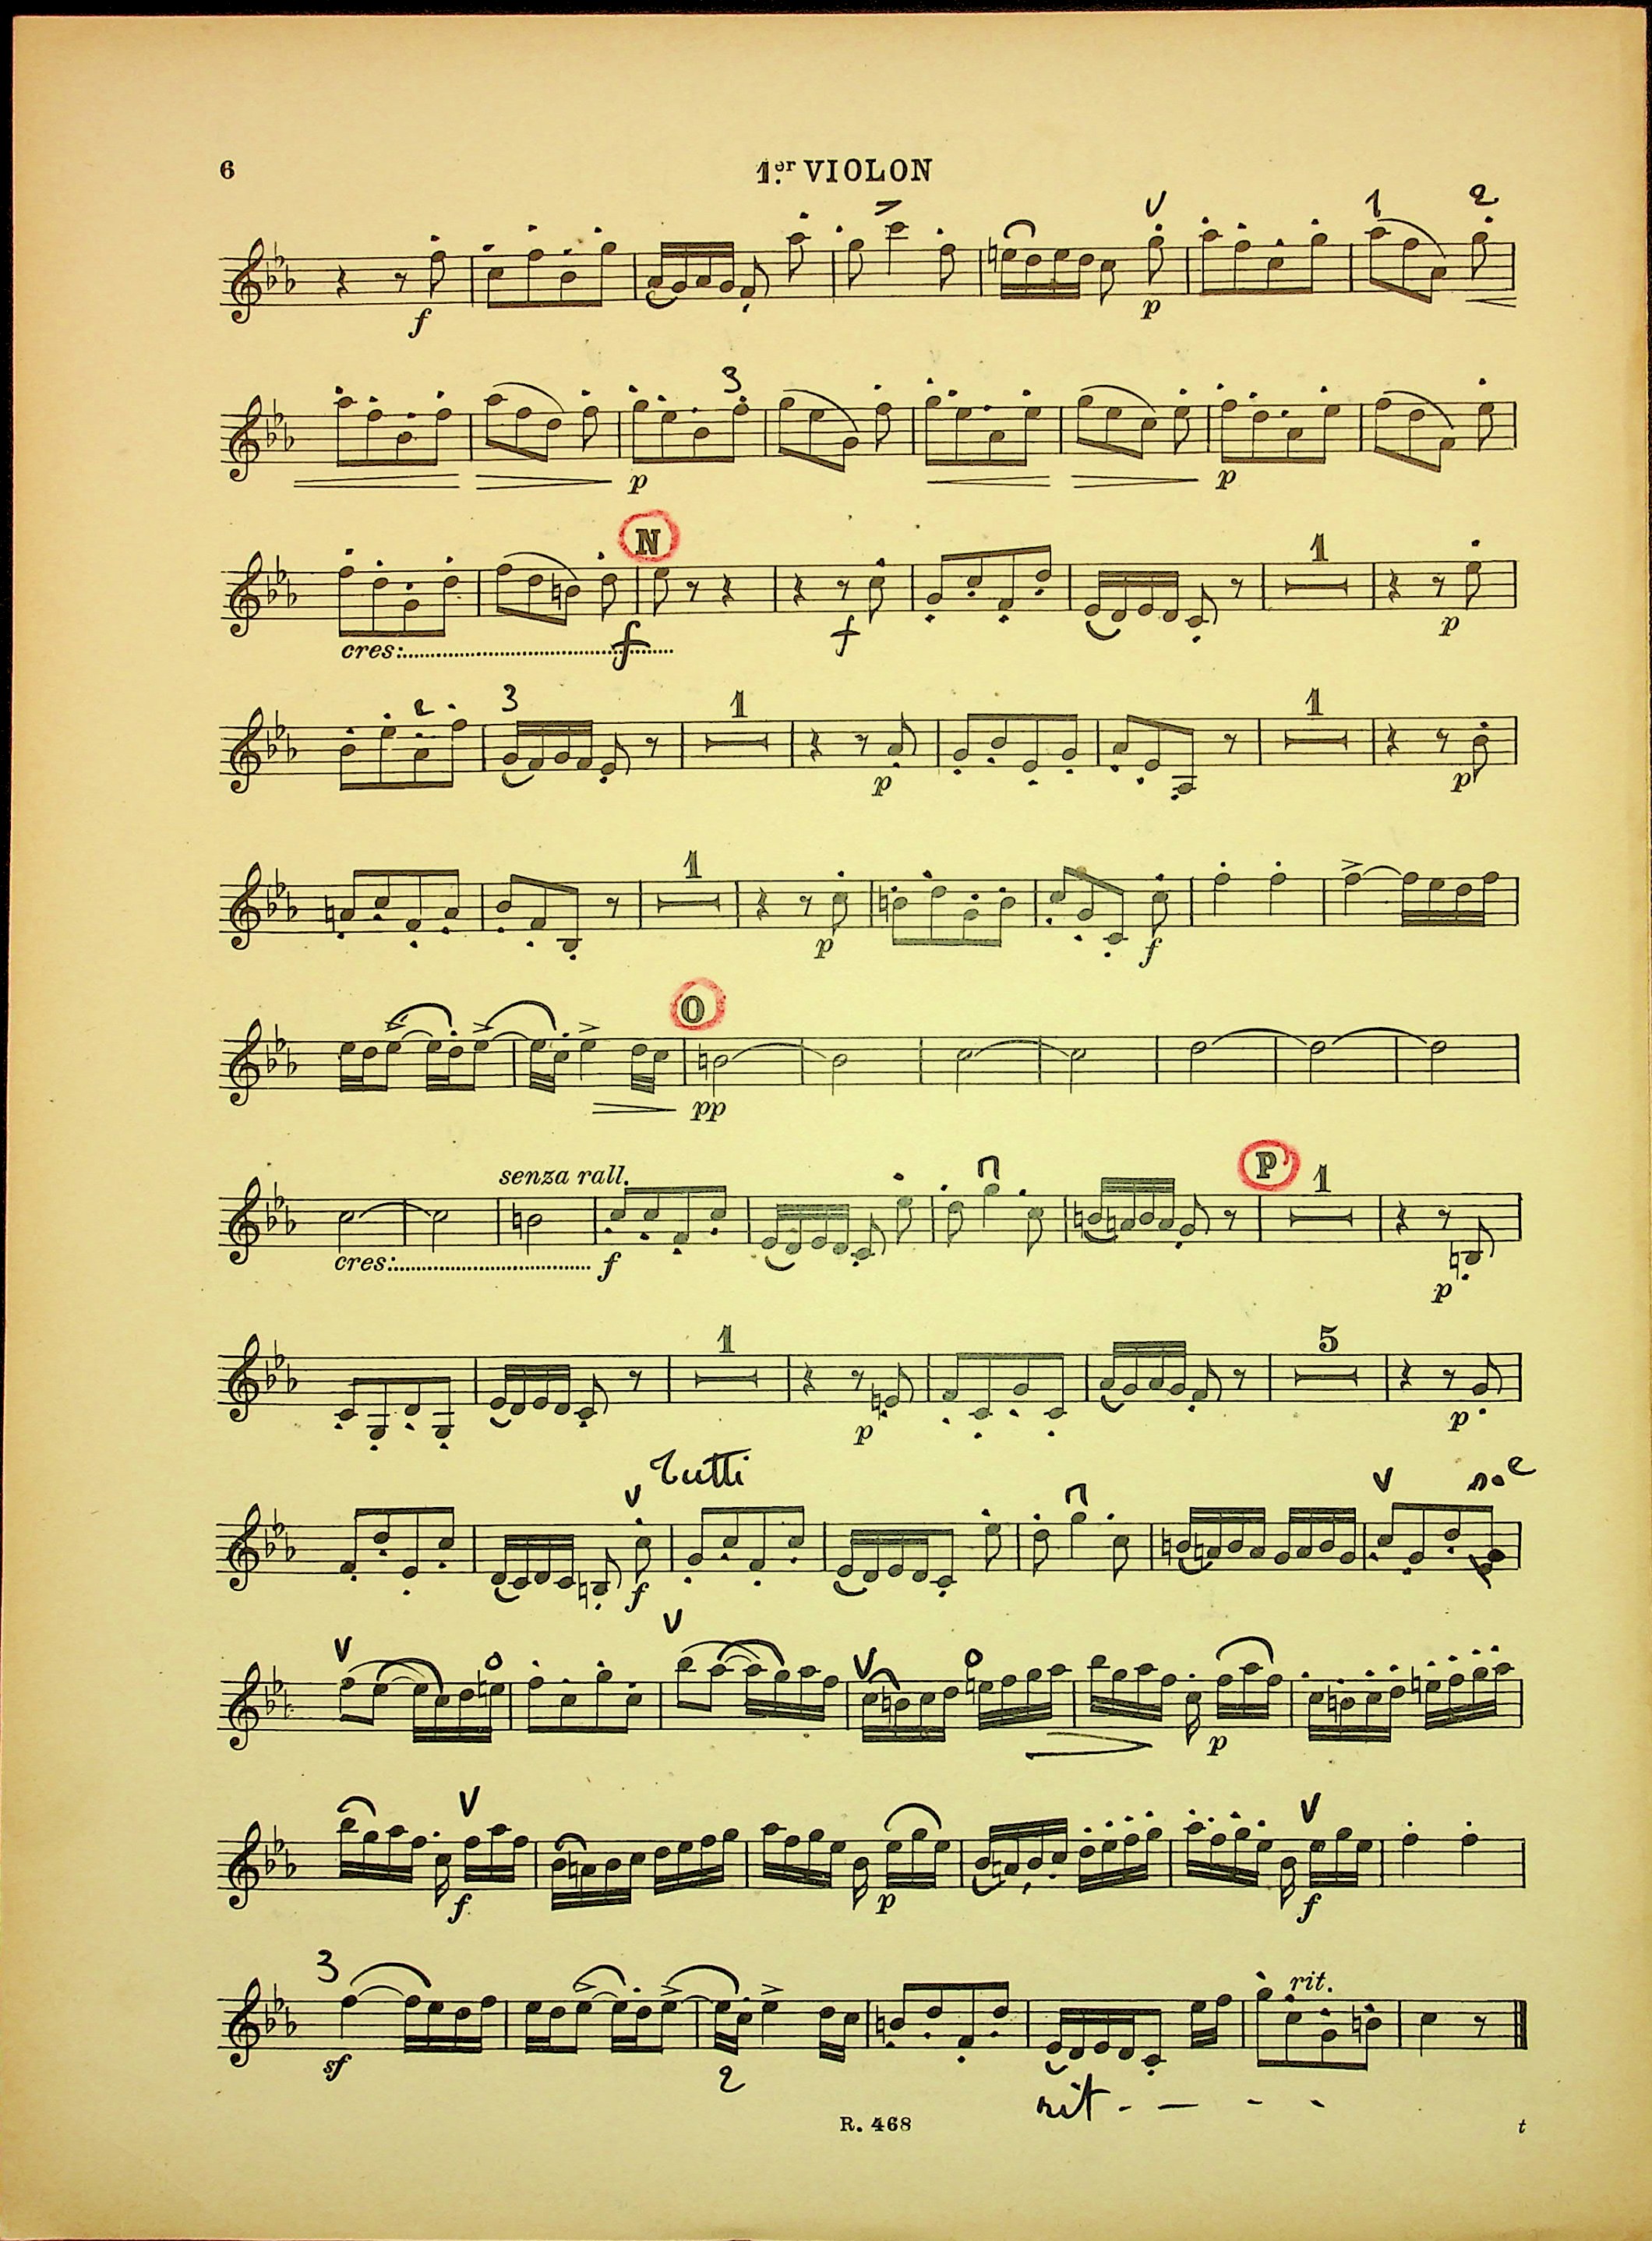 6
1.er VIOLON
V 1 2
f p
3
p p
N
1
cres: f f p
2 3 1 1
p p
1
p f
O
pp
senza rall.
P 1
cres: f p
1 5
p p
V Tutti V
f
V V V
o o
p
V V
f p f
3 rit.
sf 2
rit - - - -
R. 468 t